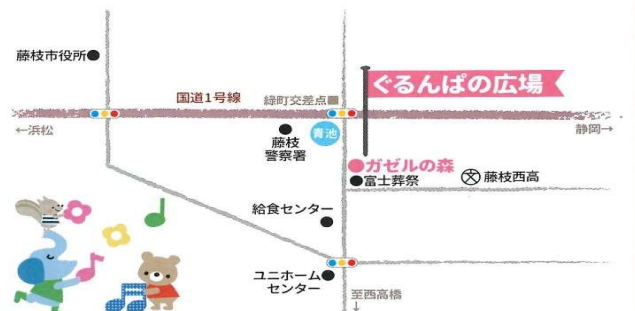 藤枝市役所
ぐるんぱの広場
国道1号線
緑町交差点
←浜松
青池
静岡→
藤枝
警察署
ガゼルの森
富士葬祭
文
藤枝西高
給食センター
ユニホーム
センター
至西高橋
↓